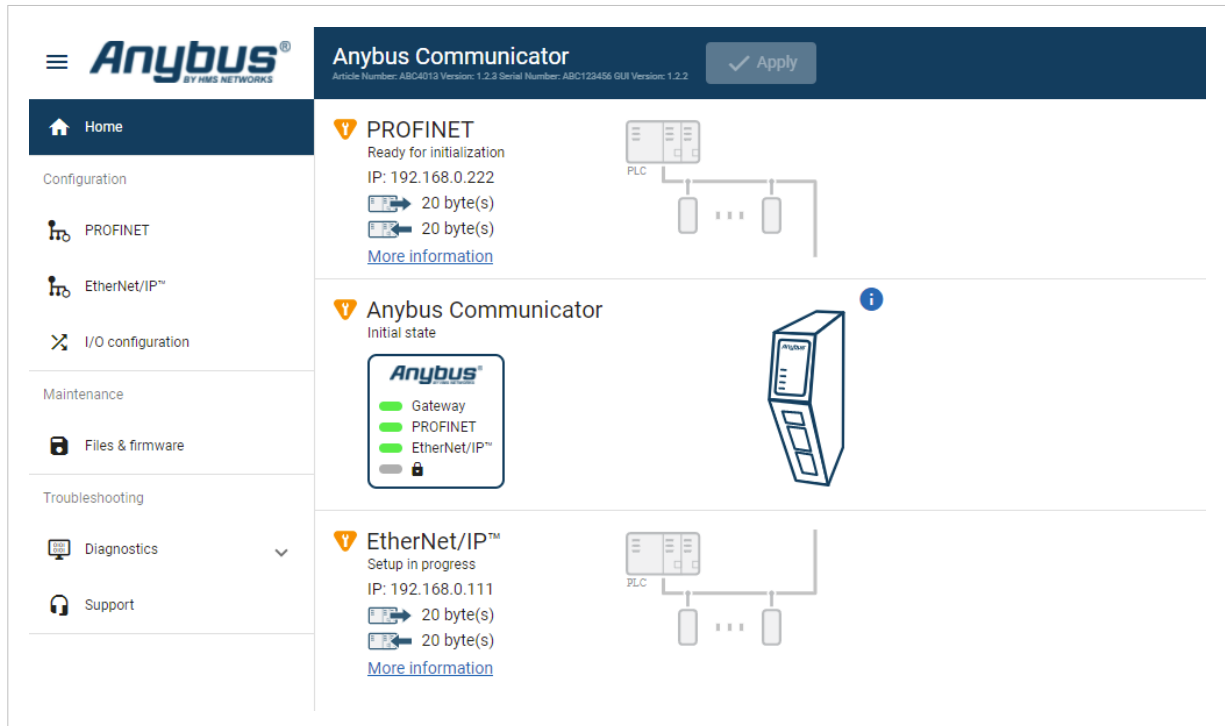 Anybus®
BY HMS NETWORKS
Anybus Communicator
Article Number: ABC4013 Version: 1.2.3 Serial Number: ABC123456 GUI Version: 1.2.2
Apply
Home
Configuration
PROFINET
EtherNet/IP™
I/O configuration
Maintenance
Files & firmware
Troubleshooting
Diagnostics
Support
PROFINET
Ready for initialization
IP: 192.168.0.222
20 byte(s)
20 byte(s)
More information
PLC
Anybus Communicator
Initial state
Anybus®
BY HMS NETWORKS
Gateway
PROFINET
EtherNet/IP™
Anybus
i
EtherNet/IP™
Setup in progress
IP: 192.168.0.111
20 byte(s)
20 byte(s)
More information
PLC